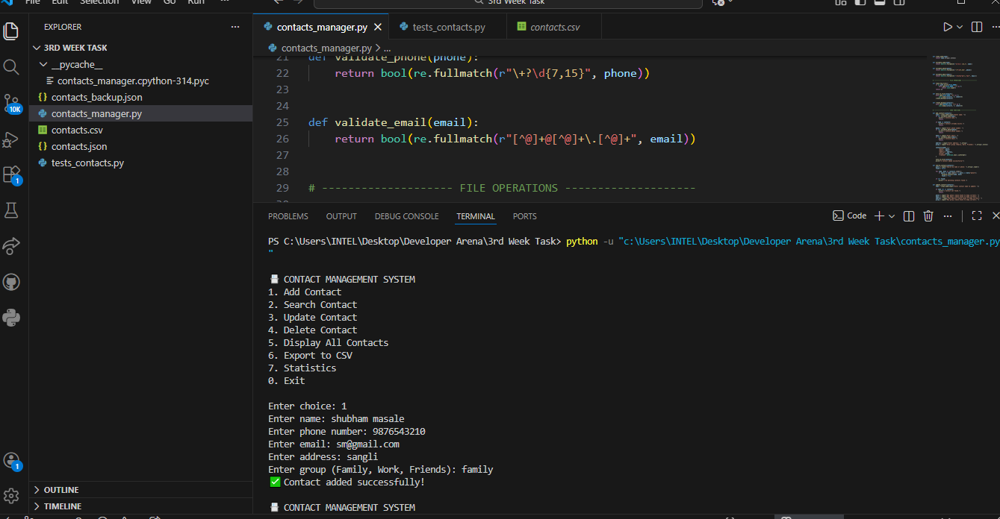 File Edit Selection View Go Run ···
3rd Week Task
EXPLORER
3RD WEEK TASK
__pycache__
contacts_manager.cpython-314.pyc
contacts_backup.json
contacts_manager.py
contacts.csv
contacts.json
tests_contacts.py
OUTLINE
TIMELINE
10K
1
1
contacts_manager.py
tests_contacts.py
contacts.csv
contacts_manager.py > ...
21 def validate_phone(phone):
22 return bool(re.fullmatch(r"\+?\d{7,15}", phone))
23
24
25 def validate_email(email):
26 return bool(re.fullmatch(r"[^@]+@[^@]+\.[^@]+", email))
27
28
29 # -------------------- FILE OPERATIONS --------------------
30
PROBLEMS OUTPUT DEBUG CONSOLE TERMINAL PORTS
Code
PS C:\Users\INTEL\Desktop\Developer Arena\3rd Week Task> python -u "c:\Users\INTEL\Desktop\Developer Arena\3rd Week Task\contacts_manager.py
"
CONTACT MANAGEMENT SYSTEM
1. Add Contact
2. Search Contact
3. Update Contact
4. Delete Contact
5. Display All Contacts
6. Export to CSV
7. Statistics
0. Exit
Enter choice: 1
Enter name: shubham masale
Enter phone number: 9876543210
Enter email: sm@gmail.com
Enter address: sangli
Enter group (Family, Work, Friends): family
✅ Contact added successfully!
CONTACT MANAGEMENT SYSTEM